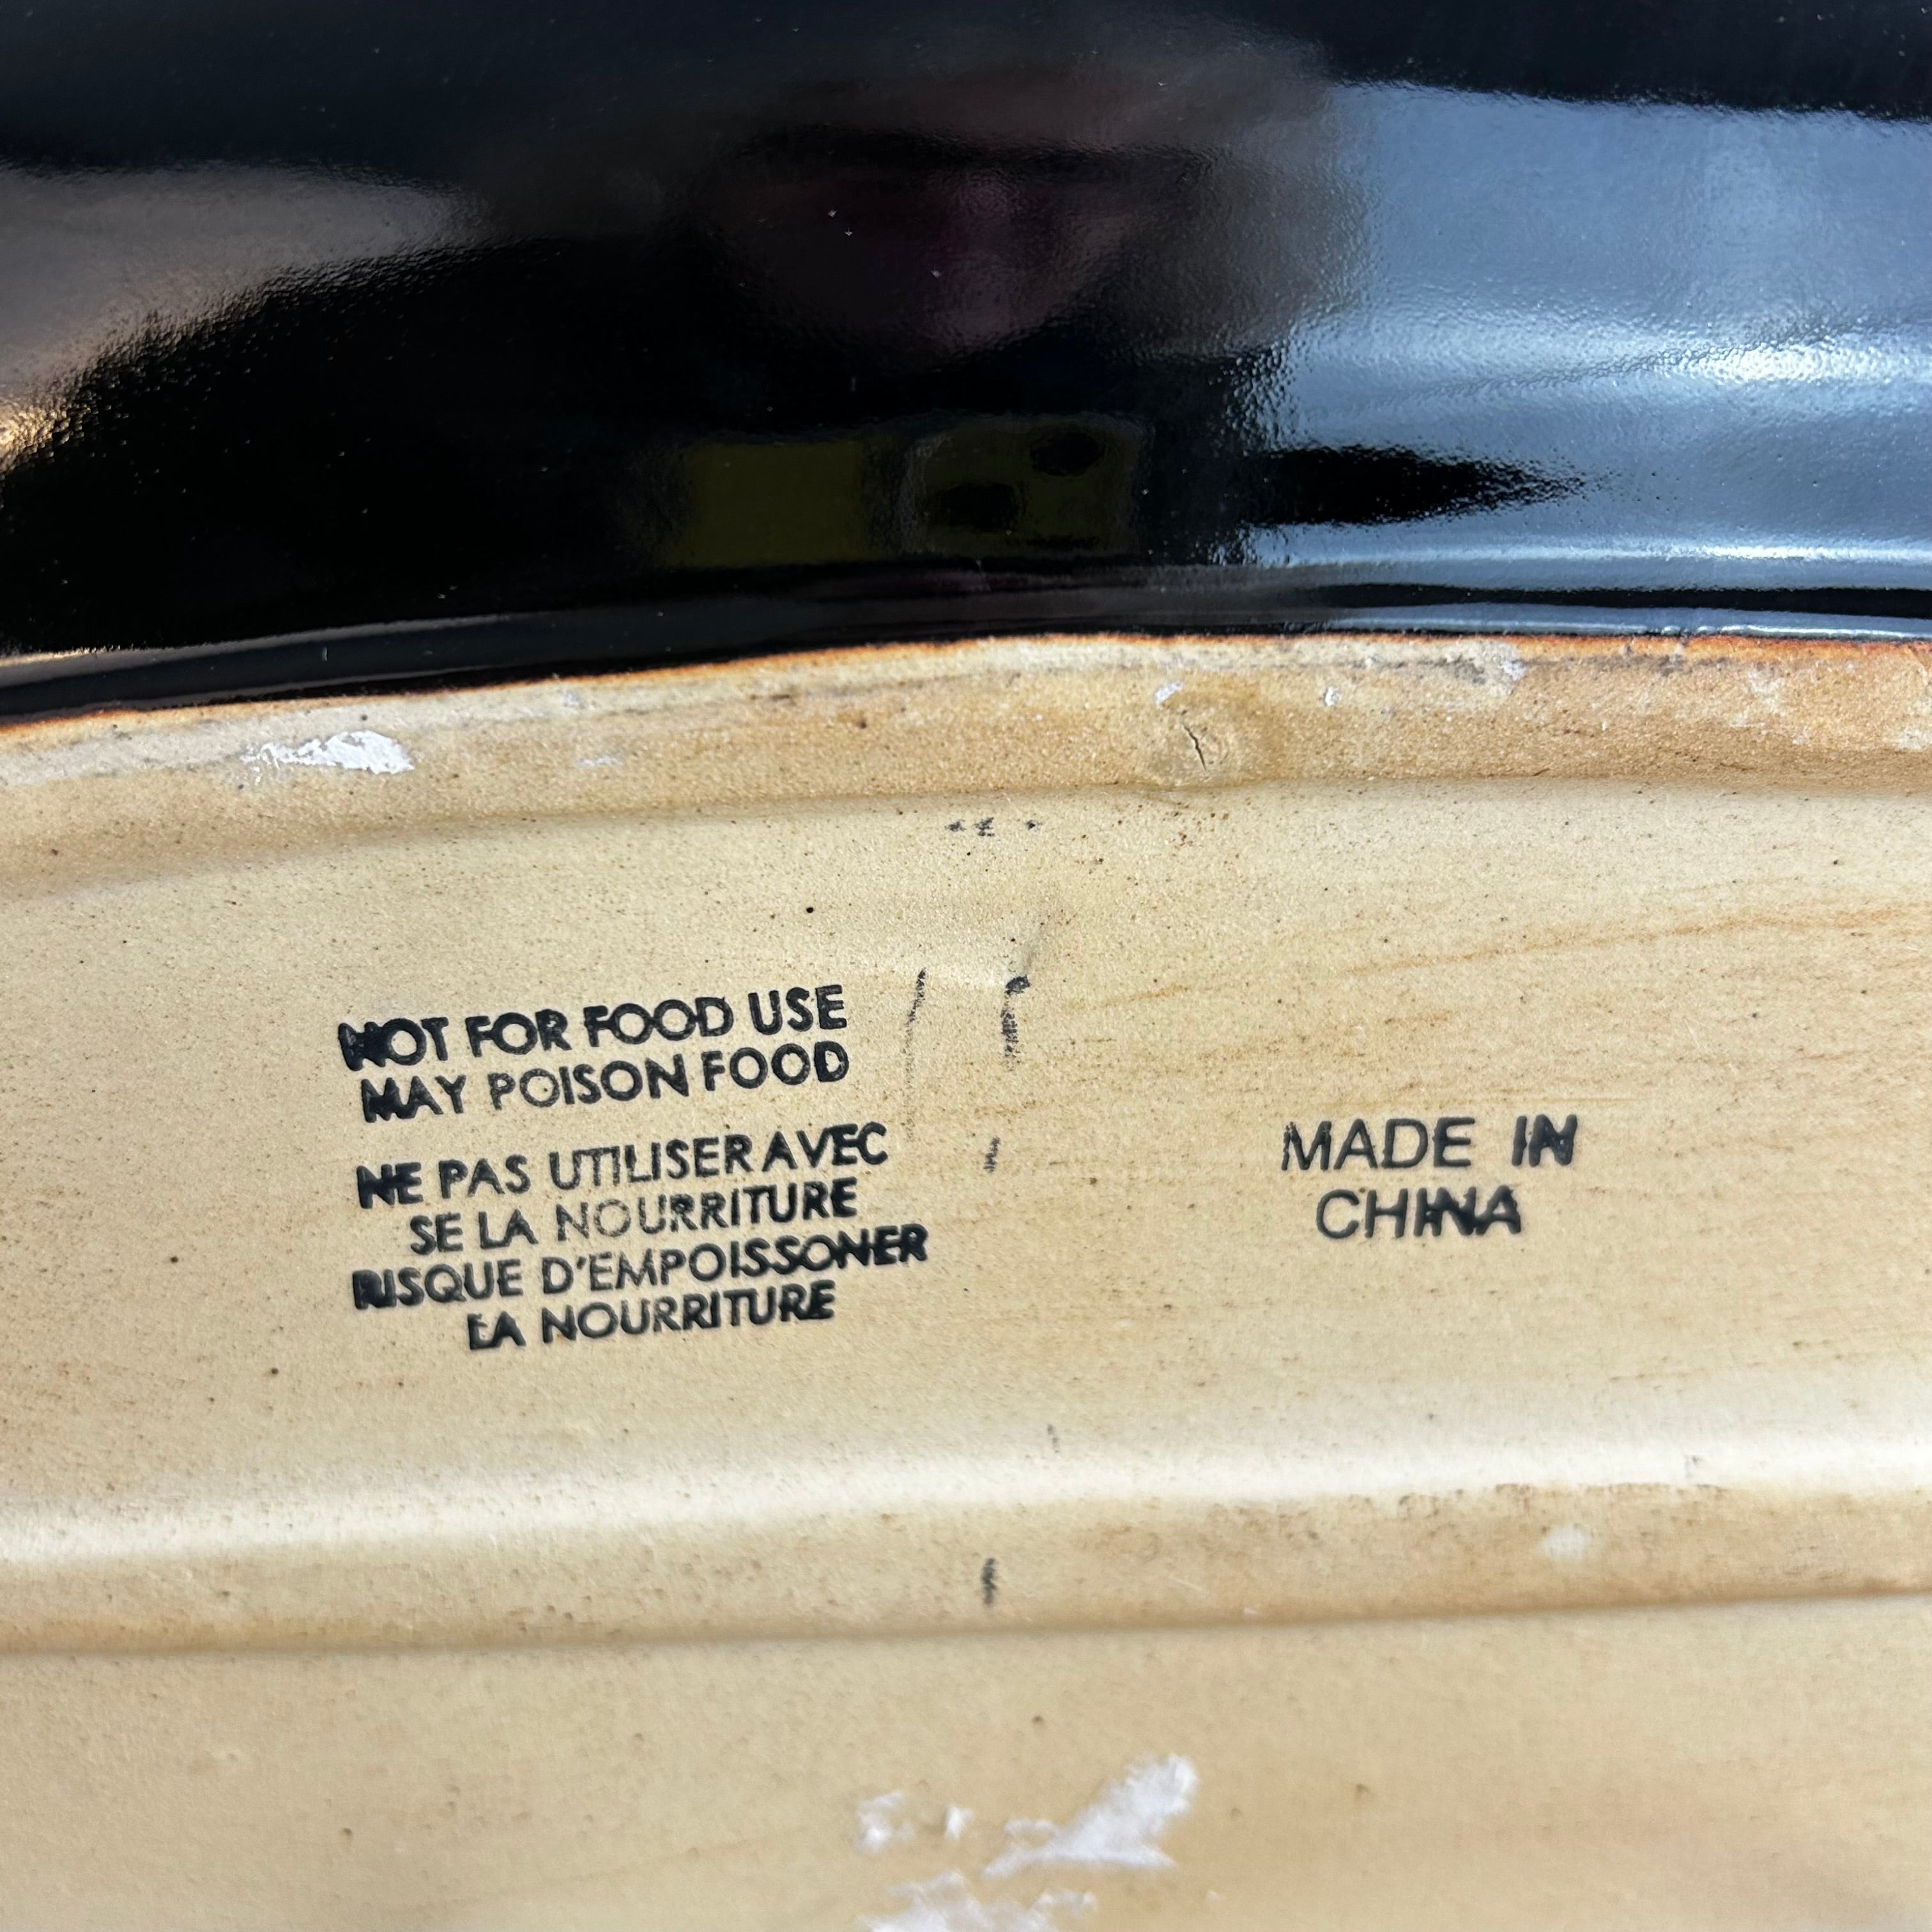 NOT FOR FOOD USE
MAY POISON FOOD
NE PAS UTILISER AVEC
SE LA NOURRITURE
RISQUE D'EMPOISSONER
LA NOURRITURE
MADE IN
CHINA